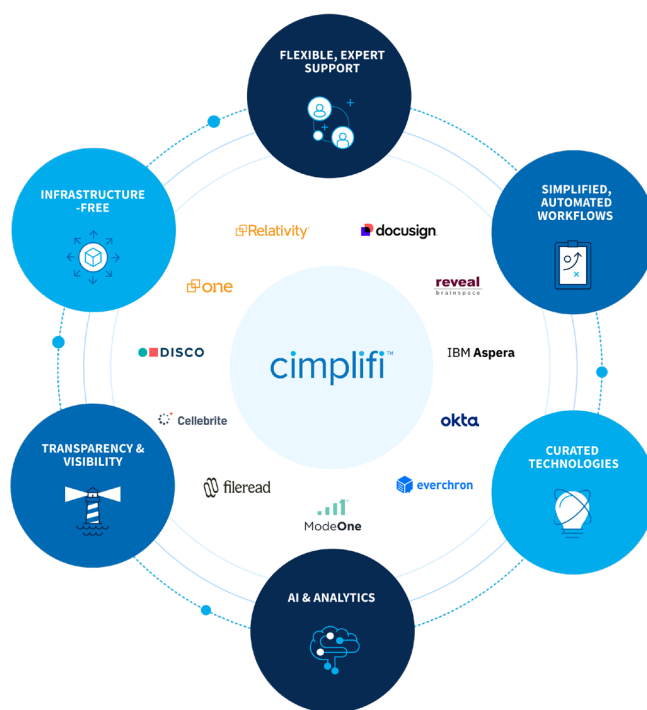 FLEXIBLE, EXPERT
SUPPORT
INFRASTRUCTURE
-FREE
SIMPLIFIED,
AUTOMATED
WORKFLOWS
Relativity
docusign
one
reveal
brainspace
DISCO
cimplifi™
IBM Aspera
Cellebrite
okta
TRANSPARENCY &
VISIBILITY
CURATED
TECHNOLOGIES
fileread
everchron
ModeOne
AI & ANALYTICS